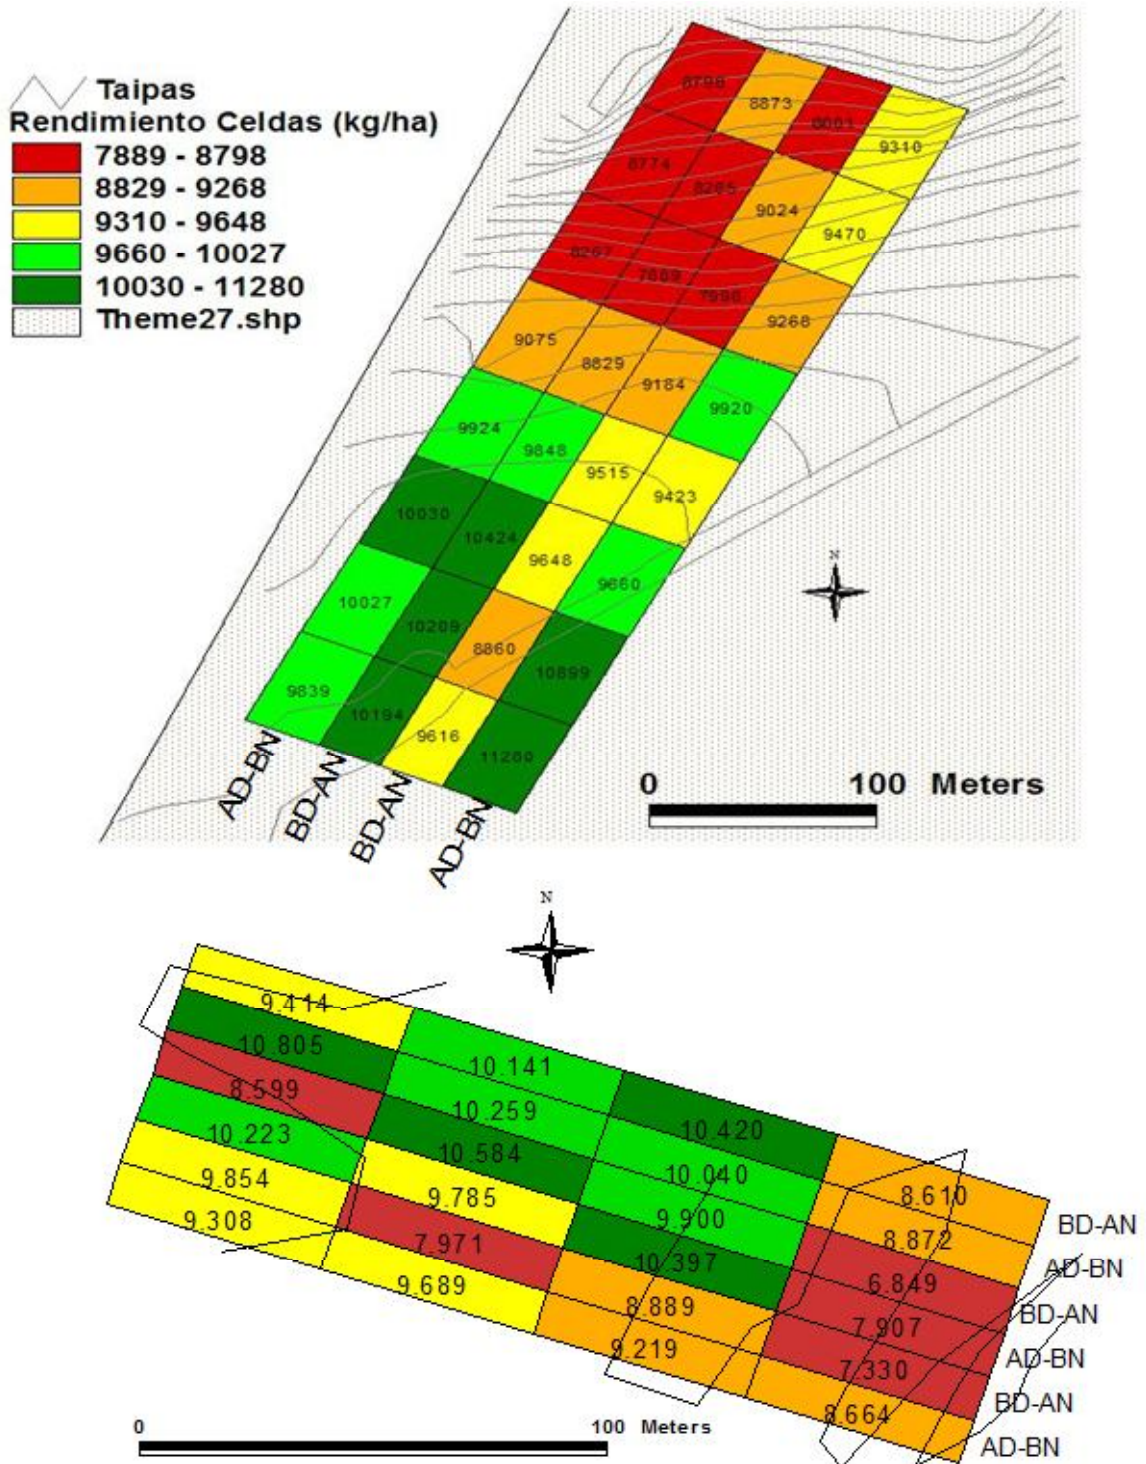 Taipas
Rendimiento Celdas (kg/ha)
7889 - 8798
8829 - 9268
9310 - 9648
9660 - 10027
10030 - 11280
Theme27.shp
8798
8873
9310
8774
8285
9024
9470
8267
7889
7998
9268
9075
8829
9184
9920
9924
9848
9515
9423
10030
10424
9648
9660
10027
10209
8860
10899
9839
10194
9616
11280
AD-BN
BD-AN
BD-AN
AD-BN
N
0 100 Meters
N
9.414
10.805
10.141
8.599
10.259
10.420
10.223
10.584
10.040
8.610
9.854
9.785
9.900
8.872
9.308
7.971
10.397
6.849
9.689
8.889
7.907
9.219
7.330
8.664
BD-AN
AD-BN
BD-AN
AD-BN
BD-AN
AD-BN
0 100 Meters